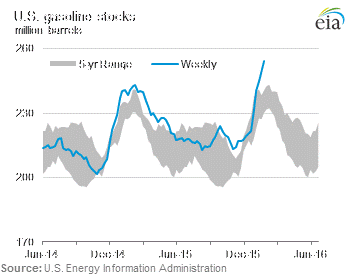 U.S. gasoline stocks
million barrels
eia
260
5-yr Range
Weekly
230
200
170
Jun-14
Dec-14
Jun-15
Dec-15
Jun-16
Source: U.S. Energy Information Administration